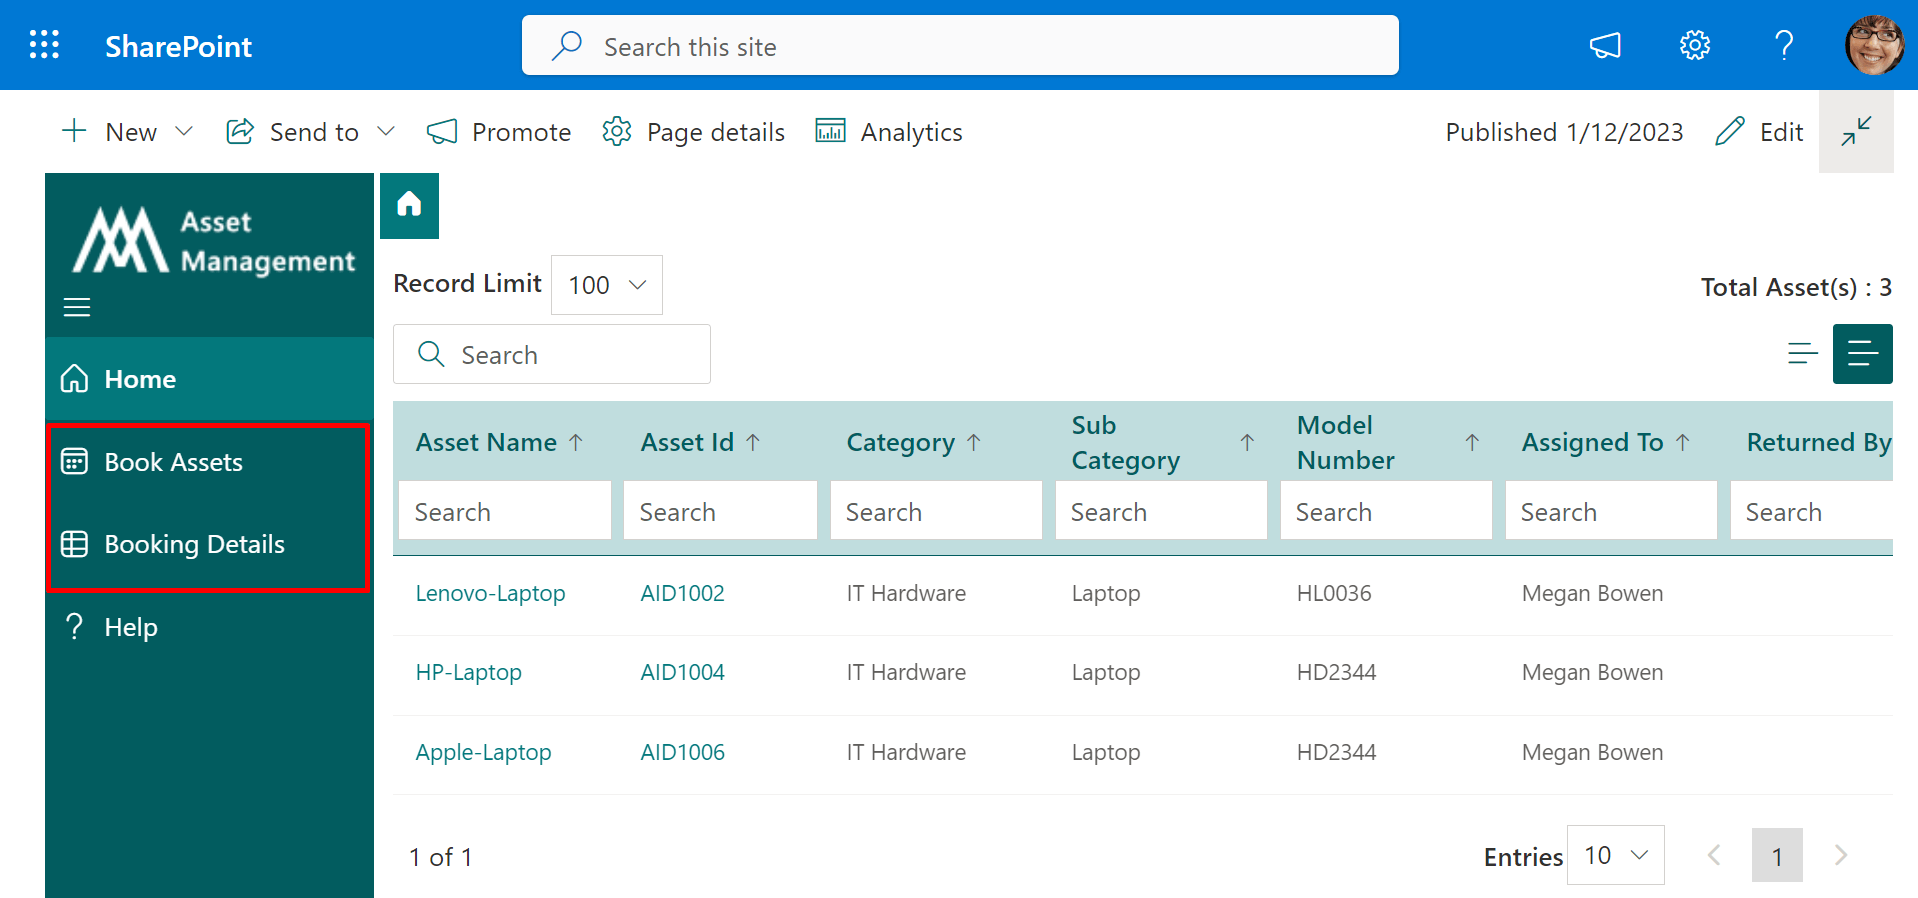 SharePoint
Search this site
New
Send to
Promote
Page details
Analytics
Published 1/12/2023
Edit
Asset
Management
Home
Book Assets
Booking Details
Help
Record Limit 100
Total Asset(s) : 3
Search
Asset Name Asset Id Category Sub Category Model Number Assigned To Returned By
Search Search Search Search Search Search Search
Lenovo-Laptop AID1002 IT Hardware Laptop HL0036 Megan Bowen
HP-Laptop AID1004 IT Hardware Laptop HD2344 Megan Bowen
Apple-Laptop AID1006 IT Hardware Laptop HD2344 Megan Bowen
1 of 1
Entries 10
1